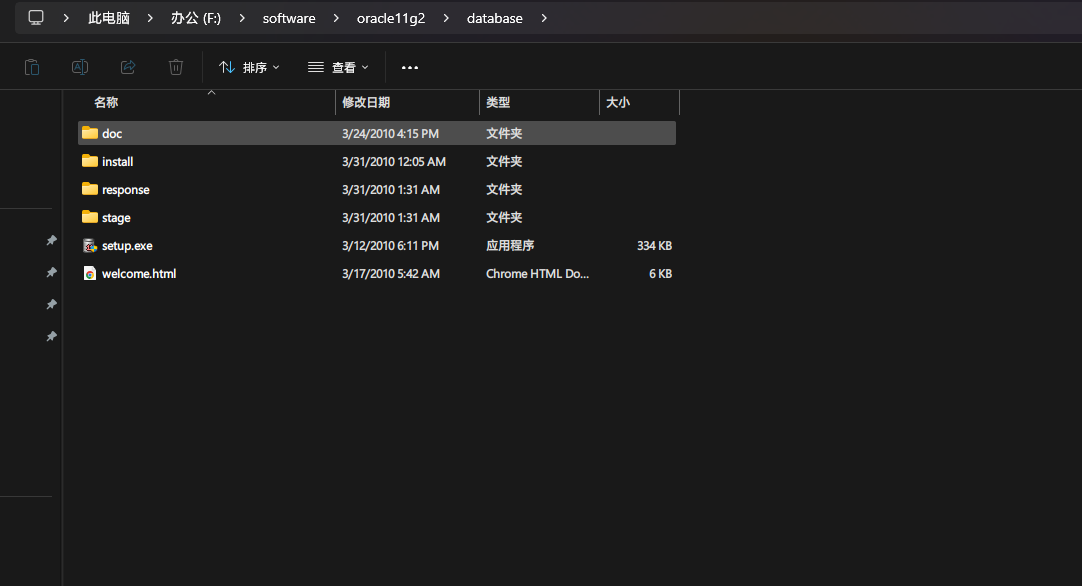 此电脑 办公 (F:) software oracle11g2 database
排序 查看
名称 修改日期 类型 大小
doc 3/24/2010 4:15 PM 文件夹
install 3/31/2010 12:05 AM 文件夹
response 3/31/2010 1:31 AM 文件夹
stage 3/31/2010 1:31 AM 文件夹
setup.exe 3/12/2010 6:11 PM 应用程序 334 KB
welcome.html 3/17/2010 5:42 AM Chrome HTML Do... 6 KB